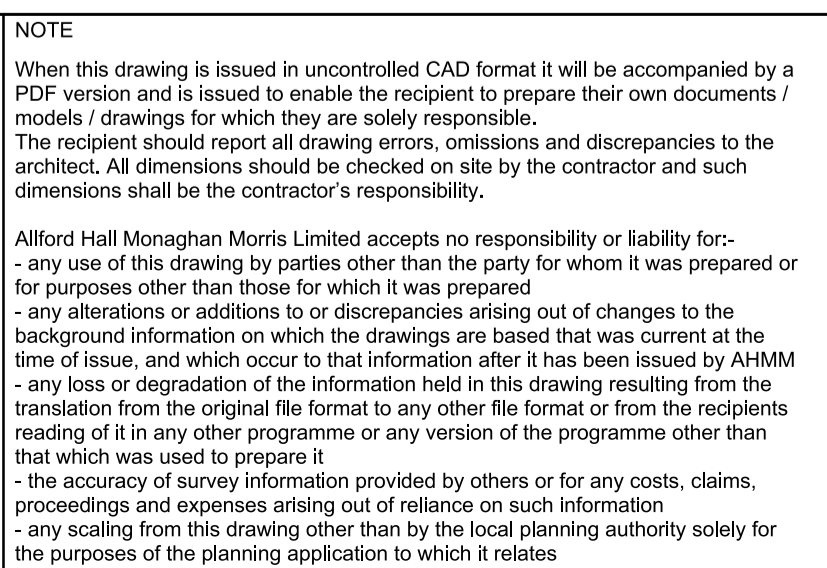 NOTE
When this drawing is issued in uncontrolled CAD format it will be accompanied by a
PDF version and is issued to enable the recipient to prepare their own documents /
models / drawings for which they are solely responsible.
The recipient should report all drawing errors, omissions and discrepancies to the
architect. All dimensions should be checked on site by the contractor and such
dimensions shall be the contractor's responsibility.
Allford Hall Monaghan Morris Limited accepts no responsibility or liability for:-
- any use of this drawing by parties other than the party for whom it was prepared or
for purposes other than those for which it was prepared
- any alterations or additions to or discrepancies arising out of changes to the
background information on which the drawings are based that was current at the
time of issue, and which occur to that information after it has been issued by AHMM
- any loss or degradation of the information held in this drawing resulting from the
translation from the original file format to any other file format or from the recipients
reading of it in any other programme or any version of the programme other than
that which was used to prepare it
- the accuracy of survey information provided by others or for any costs, claims,
proceedings and expenses arising out of reliance on such information
- any scaling from this drawing other than by the local planning authority solely for
the purposes of the planning application to which it relates